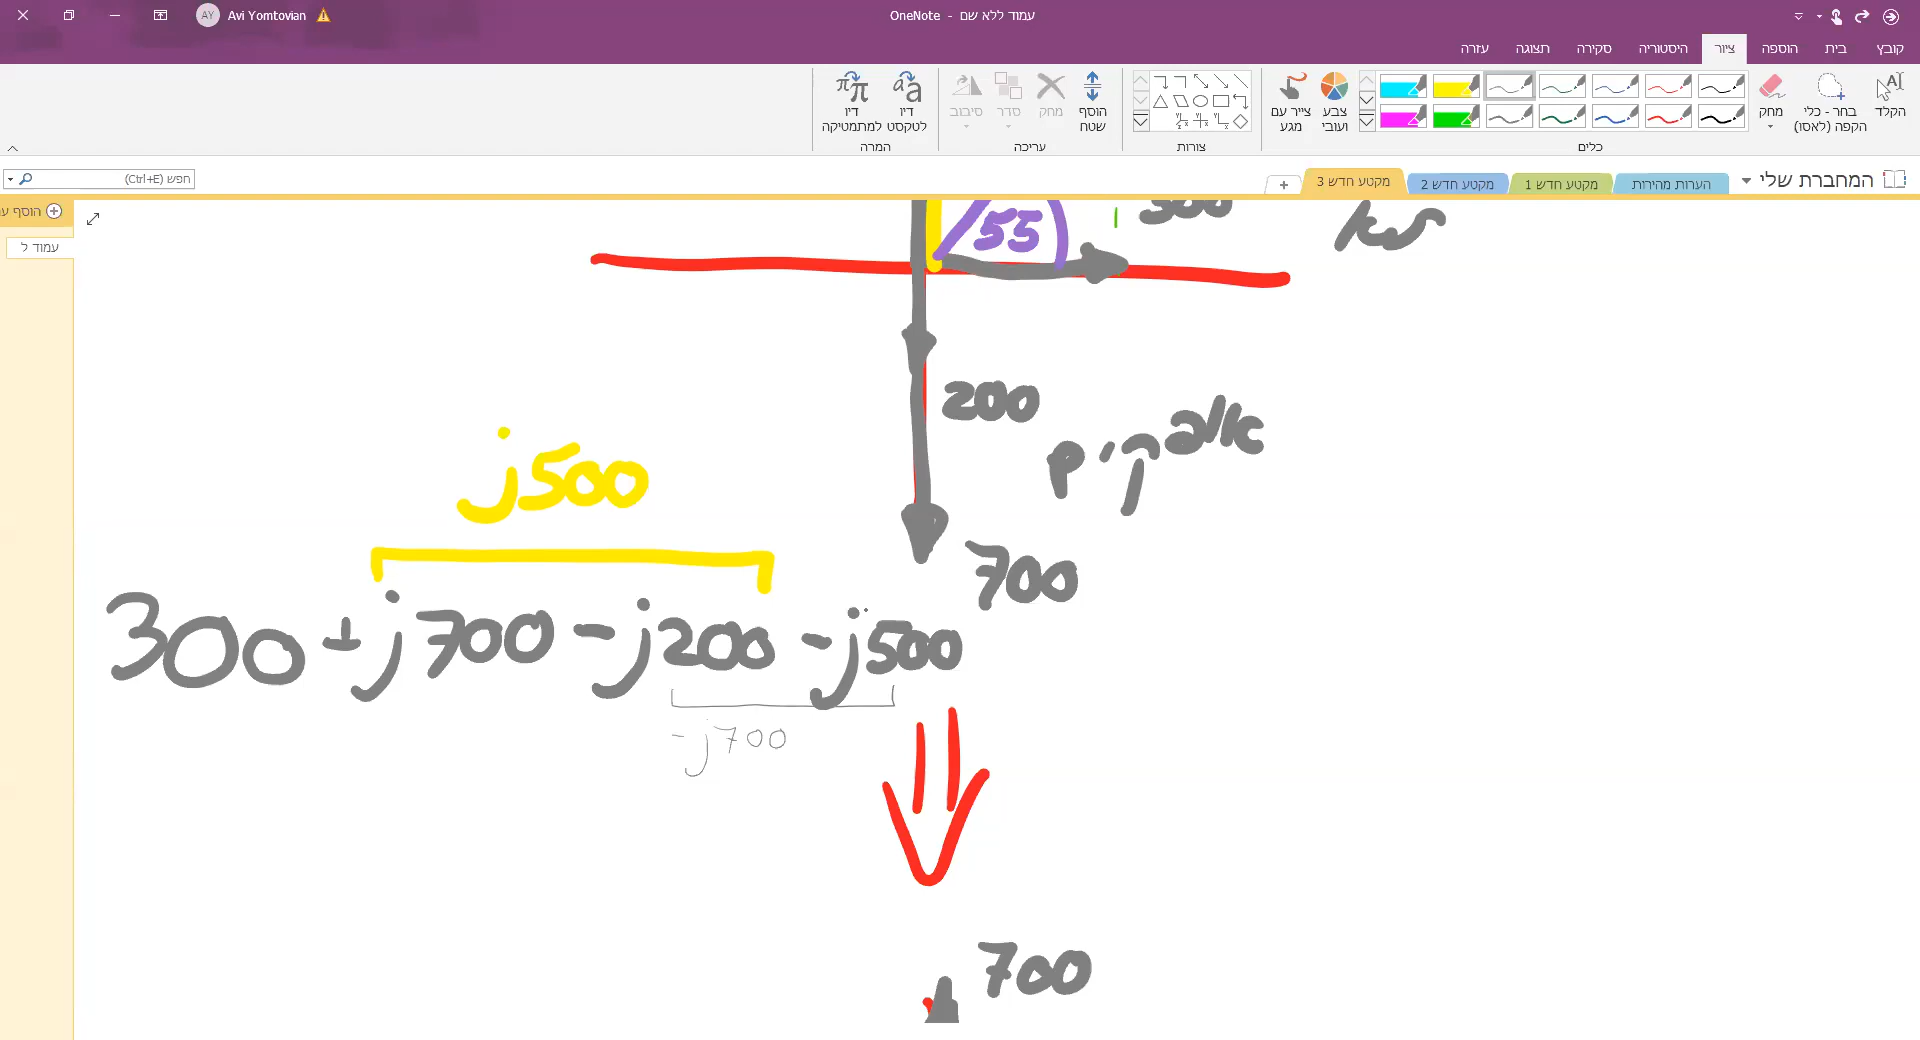 Avi Yomtovian
עמוד ללא שם - OneNote
קובץ בית הוספה ציור היסטוריה סקירה תצוגה עזרה
הקלד
בחר - כלי הקפה (לאסו)
מחק
כלים
צבע ועובי
צייר עם מגע
צורות
הוסף שטח
מחק
סדר
סיבוב
עריכה
דיו לטקסט
דיו למתמטיקה
המרה
המחברת שלי
הערות מהירות
מקטע חדש 1
מקטע חדש 2
מקטע חדש 3
+
חפש (Ctrl+E)
הוסף
עמוד ל
55
300
200
j500
700
300 + j700 - j200 - j500
-j700
700